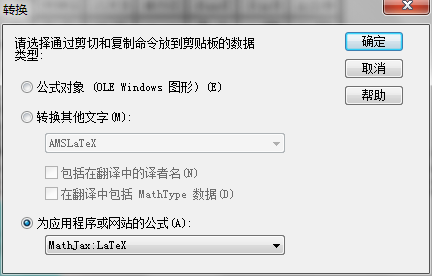 转换
请选择通过剪切和复制命令放到剪贴板的数据
类型:
确定
取消
帮助
公式对象 (OLE Windows 图形) (E)
转换其他文字(M):
AMSLaTeX
包括在翻译中的译者名(N)
在翻译中包括 MathType 数据(D)
为应用程序或网站的公式(A):
MathJax:LaTeX